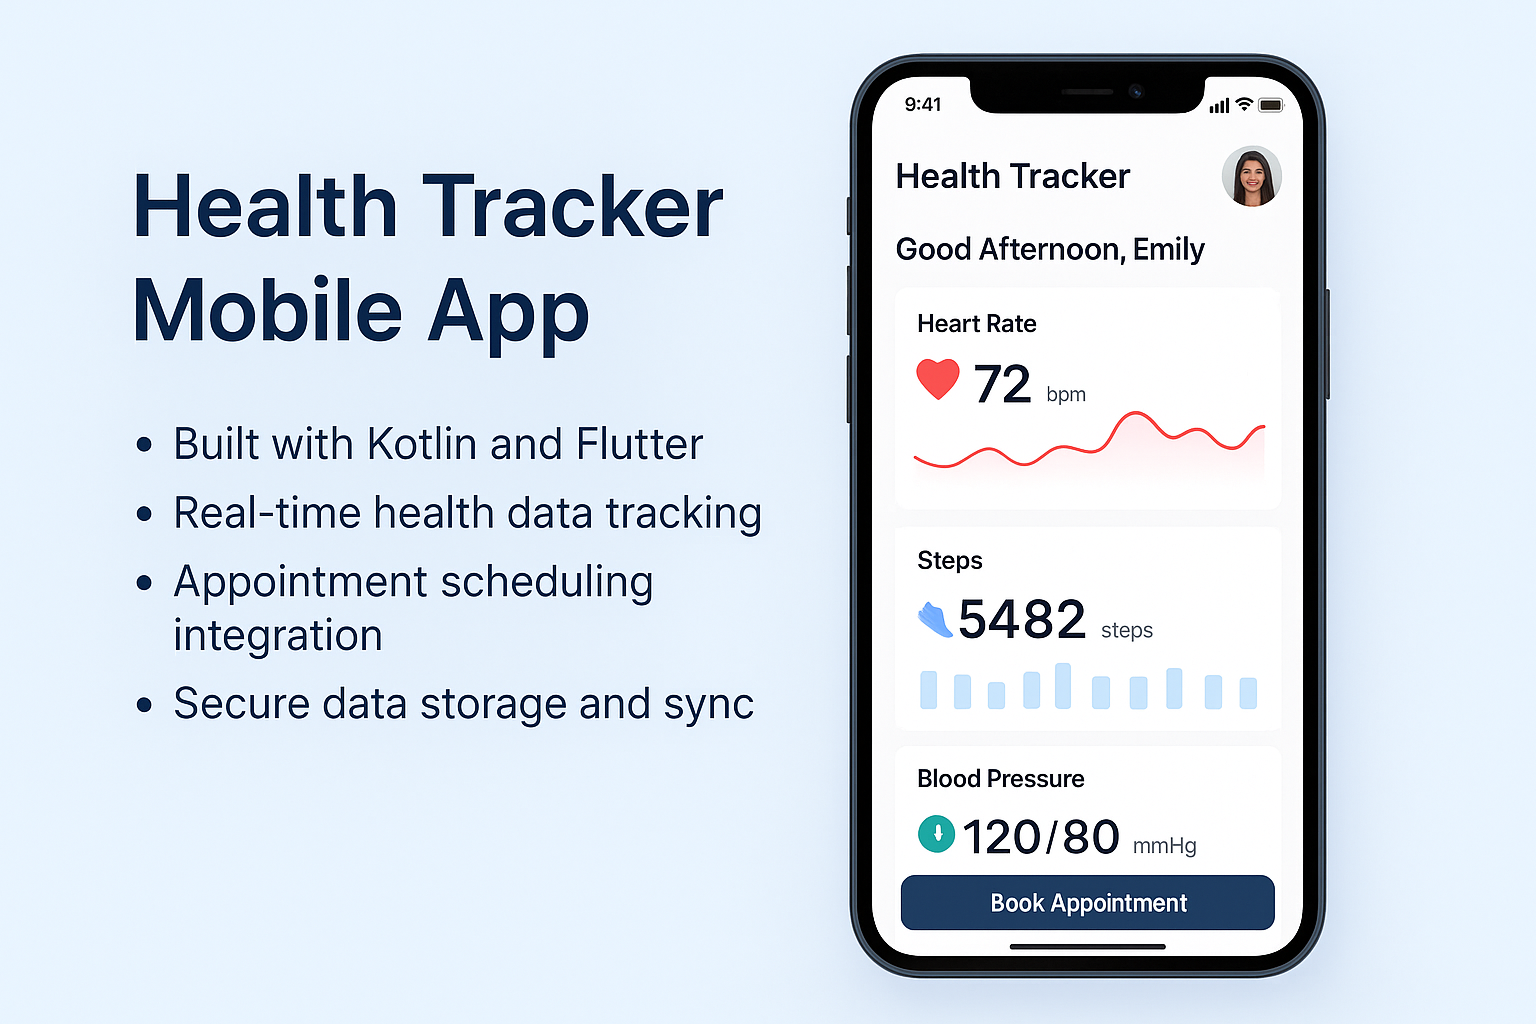 Health Tracker
Mobile App
• Built with Kotlin and Flutter
• Real-time health data tracking
• Appointment scheduling
integration
• Secure data storage and sync
9:41
Health Tracker
Good Afternoon, Emily
Heart Rate
72 bpm
Steps
5482 steps
Blood Pressure
120/80 mmHg
Book Appointment